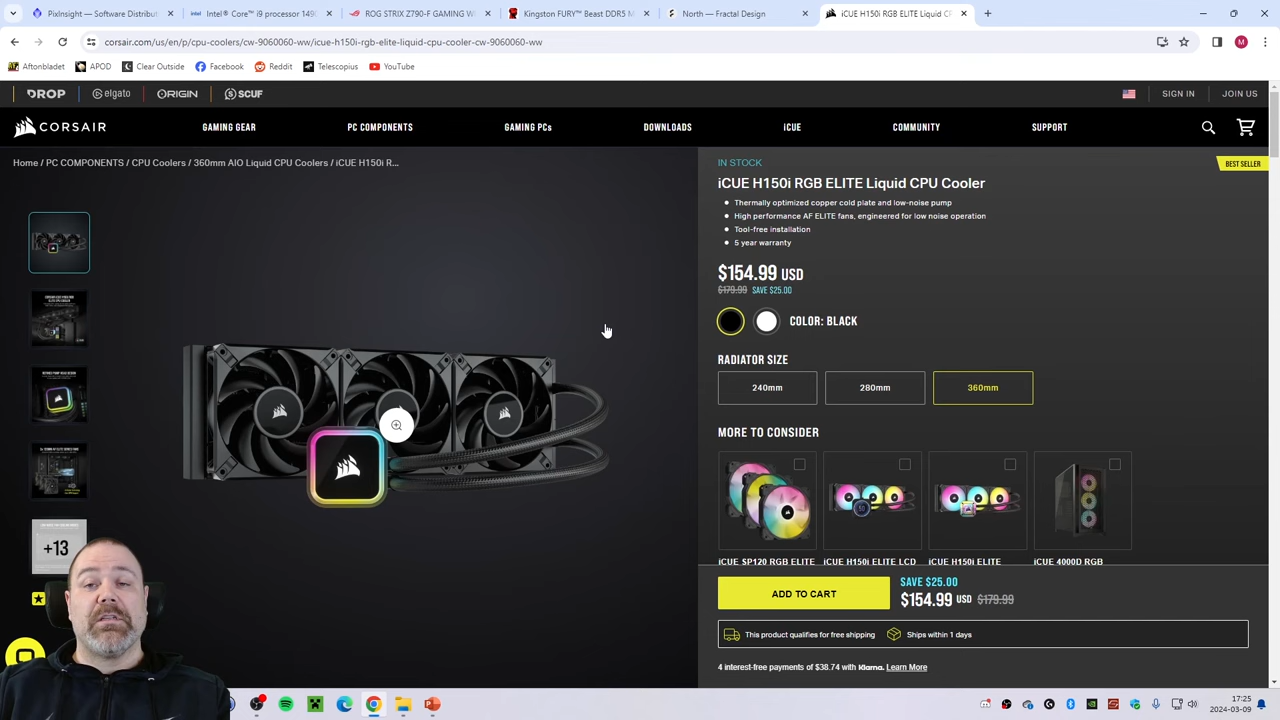 PixInsight — Software Distribut
Intel® Core™ i9 processor 1490
ROG STRIX Z790-F GAMING W
Kingston FURY™ Beast DDR5 M
North — Fractal Design
iCUE H150i RGB ELITE Liquid CP
corsair.com/us/en/p/cpu-coolers/cw-9060060-ww/icue-h150i-rgb-elite-liquid-cpu-cooler-cw-9060060-ww
M
Aftonbladet
APOD
Clear Outside
Facebook
Reddit
Telescopius
YouTube
DROP
elgato
ORIGIN
SCUF
SIGN IN
JOIN US
CORSAIR
GAMING GEAR
PC COMPONENTS
GAMING PCs
DOWNLOADS
iCUE
COMMUNITY
SUPPORT
Home / PC COMPONENTS / CPU Coolers / 360mm AIO Liquid CPU Coolers / iCUE H150i R...
IN STOCK
BEST SELLER
iCUE H150i RGB ELITE Liquid CPU Cooler
Thermally optimized copper cold plate and low-noise pump
High performance AF ELITE fans, engineered for low noise operation
Tool-free installation
5 year warranty
$154.99 USD
$179.99 SAVE $25.00
COLOR: BLACK
RADIATOR SIZE
240mm
280mm
360mm
MORE TO CONSIDER
iCUE SP120 RGB ELITE
iCUE H150i ELITE LCD
iCUE H150i ELITE
iCUE 4000D RGB
+13
ADD TO CART
SAVE $25.00
$154.99 USD $179.99
This product qualifies for free shipping
Ships within 1 days
4 interest-free payments of $38.74 with Klarna. Learn More
17:25
2024-03-09